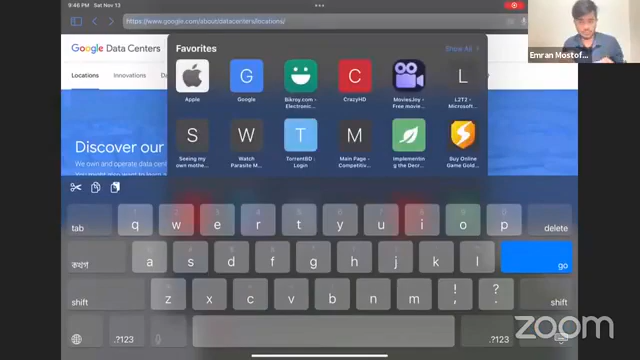 9:46 PM Sat Nov 13
https://www.google.com/about/datacenters/locations/
Google Data Centers
Locations
Innovations
Discover our
We own and operate data cente
Favorites
Show All
Apple
G
Google
Bikroy.com -
Electronic...
C
CrazyHD
MoviesJoy -
Free movie...
L
L2T2 -
Microsoft...
S
Seeing my
own mothe...
W
Watch
Parasite M...
T
TorrentBD :
Login
M
Main Page -
Competitiv...
Implementin
g the Decr...
Buy Online
Game Gold...
Emran Mostof...
tab
q w e r t y u i o p
delete
কখগ
a s d f g h j k l
go
shift
z x c v b n m ! , ? .
shift
.?123
.?123
zoom